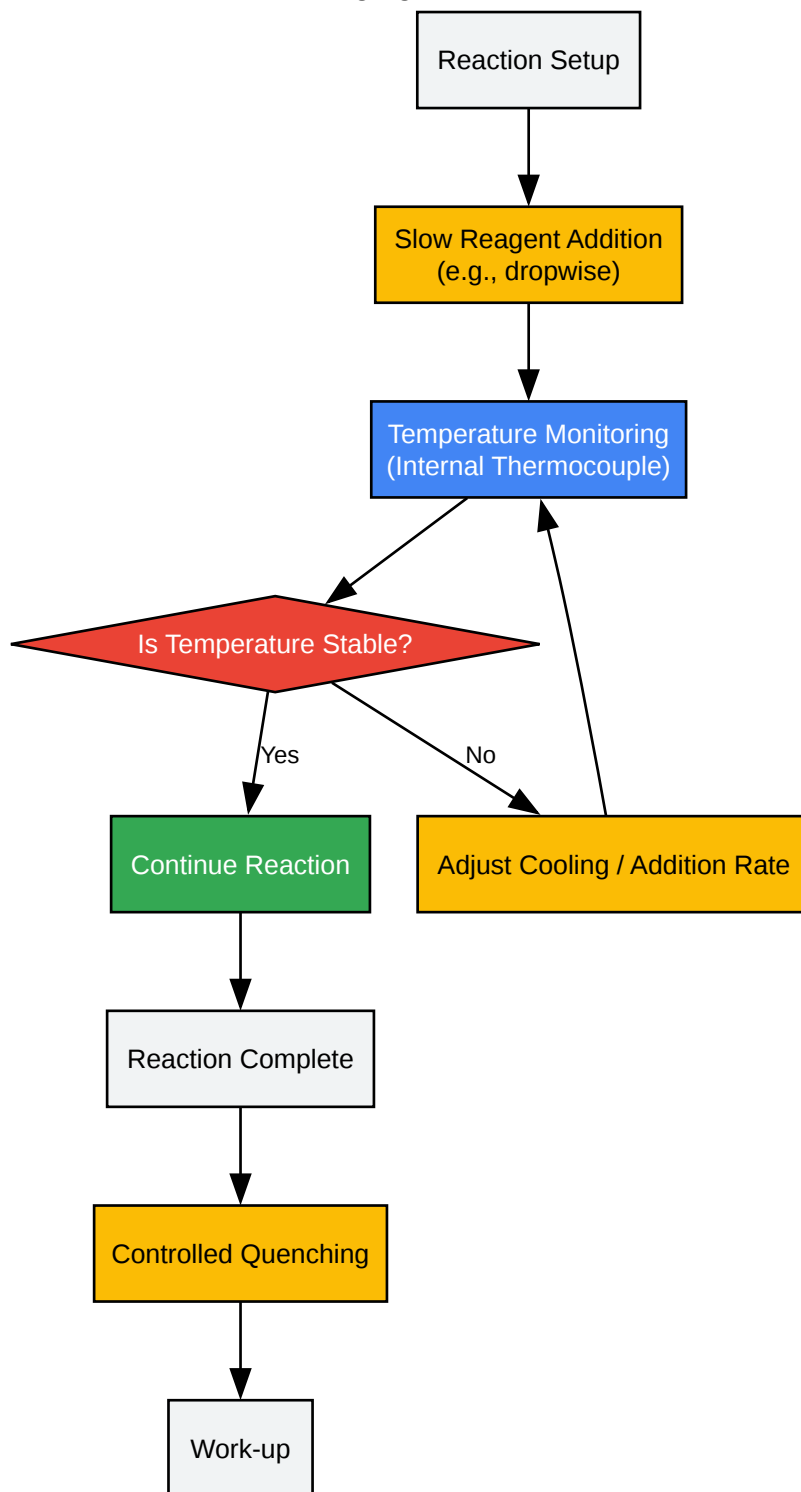 Reaction Setup
Slow Reagent Addition
(e.g., dropwise)
Temperature Monitoring
(Internal Thermocouple)
Is Temperature Stable?
Yes
No
Continue Reaction
Adjust Cooling / Addition Rate
Reaction Complete
Controlled Quenching
Work-up